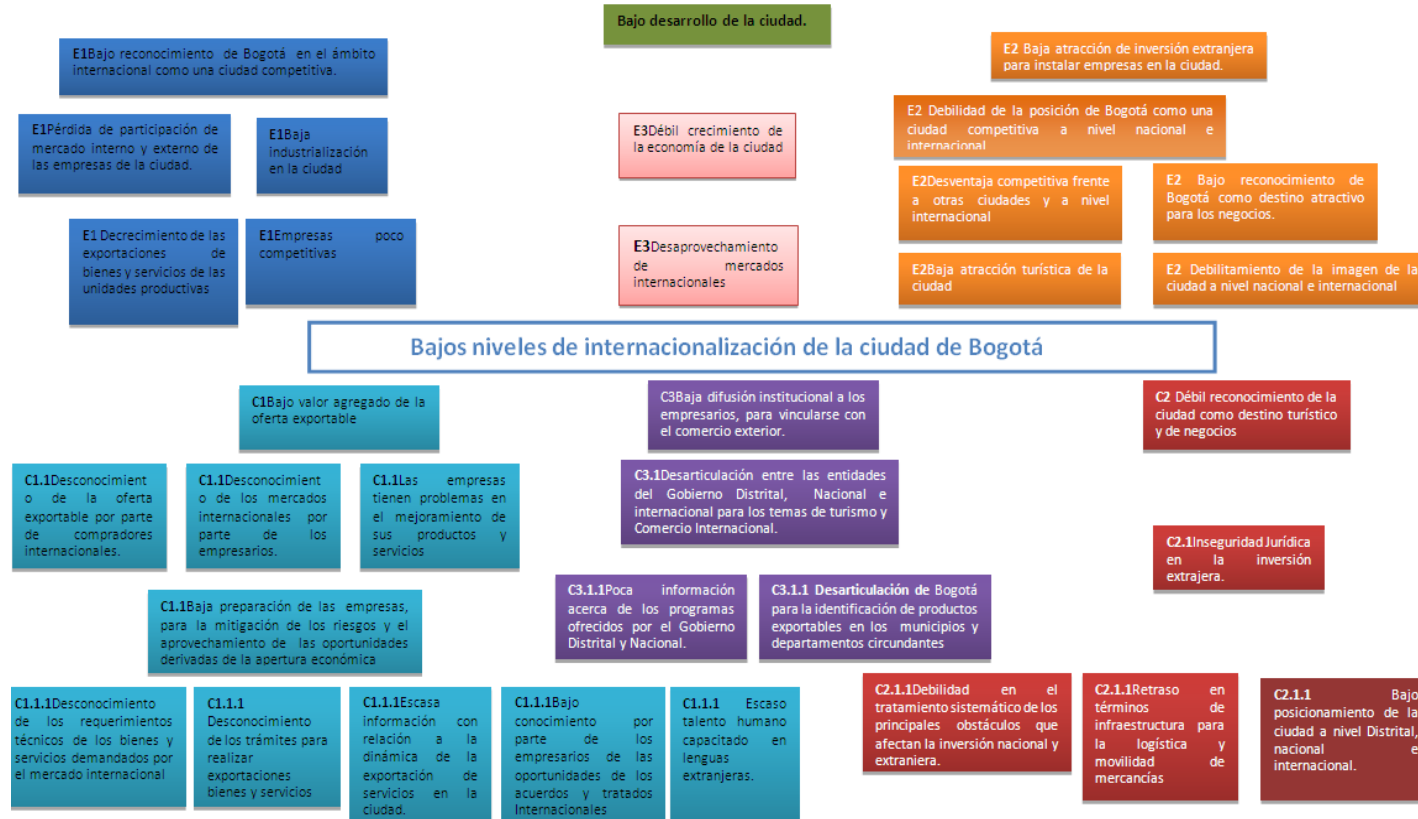 Bajo desarrollo de la ciudad.
E1Bajo reconocimiento de Bogotá en el ámbito
internacional como una ciudad competitiva.
E2 Baja atracción de inversión extranjera
para instalar empresas en la ciudad.
E1Pérdida de participación de
mercado interno y externo de
las empresas de la ciudad.
E1Baja
industrialización
en la ciudad
E3Débil crecimiento de
la economía de la ciudad
E2 Debilidad de la posición de Bogotá como una
ciudad competitiva a nivel nacional e
internacional
E2Desventaja competitiva frente
a otras ciudades y a nivel
internacional
E2 Bajo reconocimiento de
Bogotá como destino atractivo
para los negocios.
E1 Decrecimiento de las
exportaciones de
bienes y servicios de las
unidades productivas
E1Empresas poco
competitivas
E3Desaprovechamiento
de mercados
internacionales
E2Baja atracción turística de la
ciudad
E2 Debilitamiento de la imagen de la
ciudad a nivel nacional e internacional
Bajos niveles de internacionalización de la ciudad de Bogotá
C1Bajo valor agregado de la
oferta exportable
C3Baja difusión institucional a los
empresarios, para vincularse con
el comercio exterior.
C2 Débil reconocimiento de la
ciudad como destino turístico
y de negocios
C1.1Desconocimient
o de la oferta
exportable por parte
de compradores
internacionales.
C1.1Desconocimient
o de los mercados
internacionales por
parte de los
empresarios.
C1.1Las empresas
tienen problemas en
el mejoramiento de
sus productos y
servicios
C3.1Desarticulación entre las entidades
del Gobierno Distrital, Nacional e
internacional para los temas de turismo y
Comercio Internacional.
C2.1Inseguridad Jurídica
en la inversión
extrajera.
C1.1Baja preparación de las empresas,
para la mitigación de los riesgos y el
aprovechamiento de las oportunidades
derivadas de la apertura económica
C3.1.1Poca información
acerca de los programas
ofrecidos por el Gobierno
Distrital y Nacional.
C3.1.1 Desarticulación de Bogotá
para la identificación de productos
exportables en los municipios y
departamentos circundantes
C1.1.1Desconocimiento
de los requerimientos
técnicos de los bienes y
servicios demandados por
el mercado internacional
C1.1.1
Desconocimiento
de los trámites para
realizar
exportaciones
bienes y servicios
C1.1.1Escasa
información con
relación a la
dinámica de la
exportación de
servicios en la
ciudad.
C1.1.1Bajo
conocimiento por
parte de los
empresarios de las
oportunidades de los
acuerdos y tratados
Internacionales
C1.1.1 Escaso
talento humano
capacitado en
lenguas
extranjeras.
C2.1.1Debilidad en el
tratamiento sistemático de los
principales obstáculos que
afectan la inversión nacional y
extranjera.
C2.1.1Retraso en
términos de
infraestructura para
la logística y
movilidad de
mercancías
C2.1.1 Bajo
posicionamiento de la
ciudad a nivel Distrital,
nacional e
internacional.